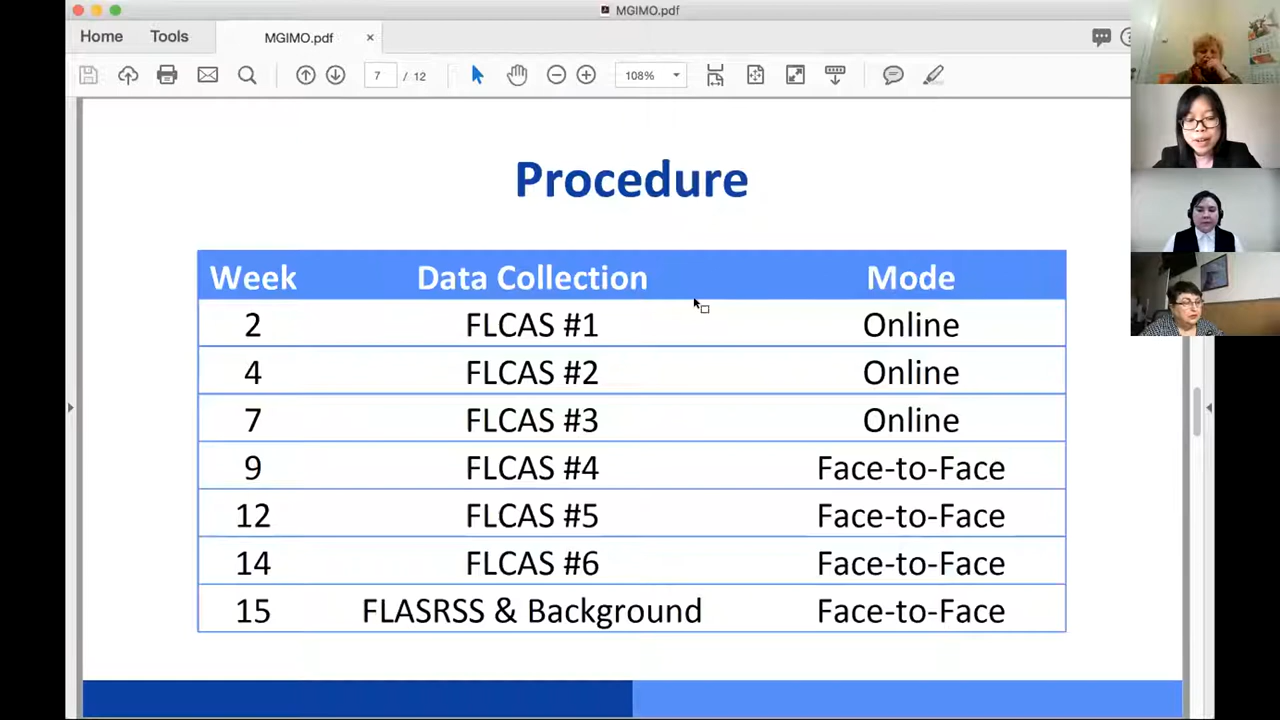 MGIMO.pdf
Home Tools MGIMO.pdf ×
7 / 12 108%
Procedure
Week Data Collection Mode
2 FLCAS #1 Online
4 FLCAS #2 Online
7 FLCAS #3 Online
9 FLCAS #4 Face-to-Face
12 FLCAS #5 Face-to-Face
14 FLCAS #6 Face-to-Face
15 FLASRSS & Background Face-to-Face